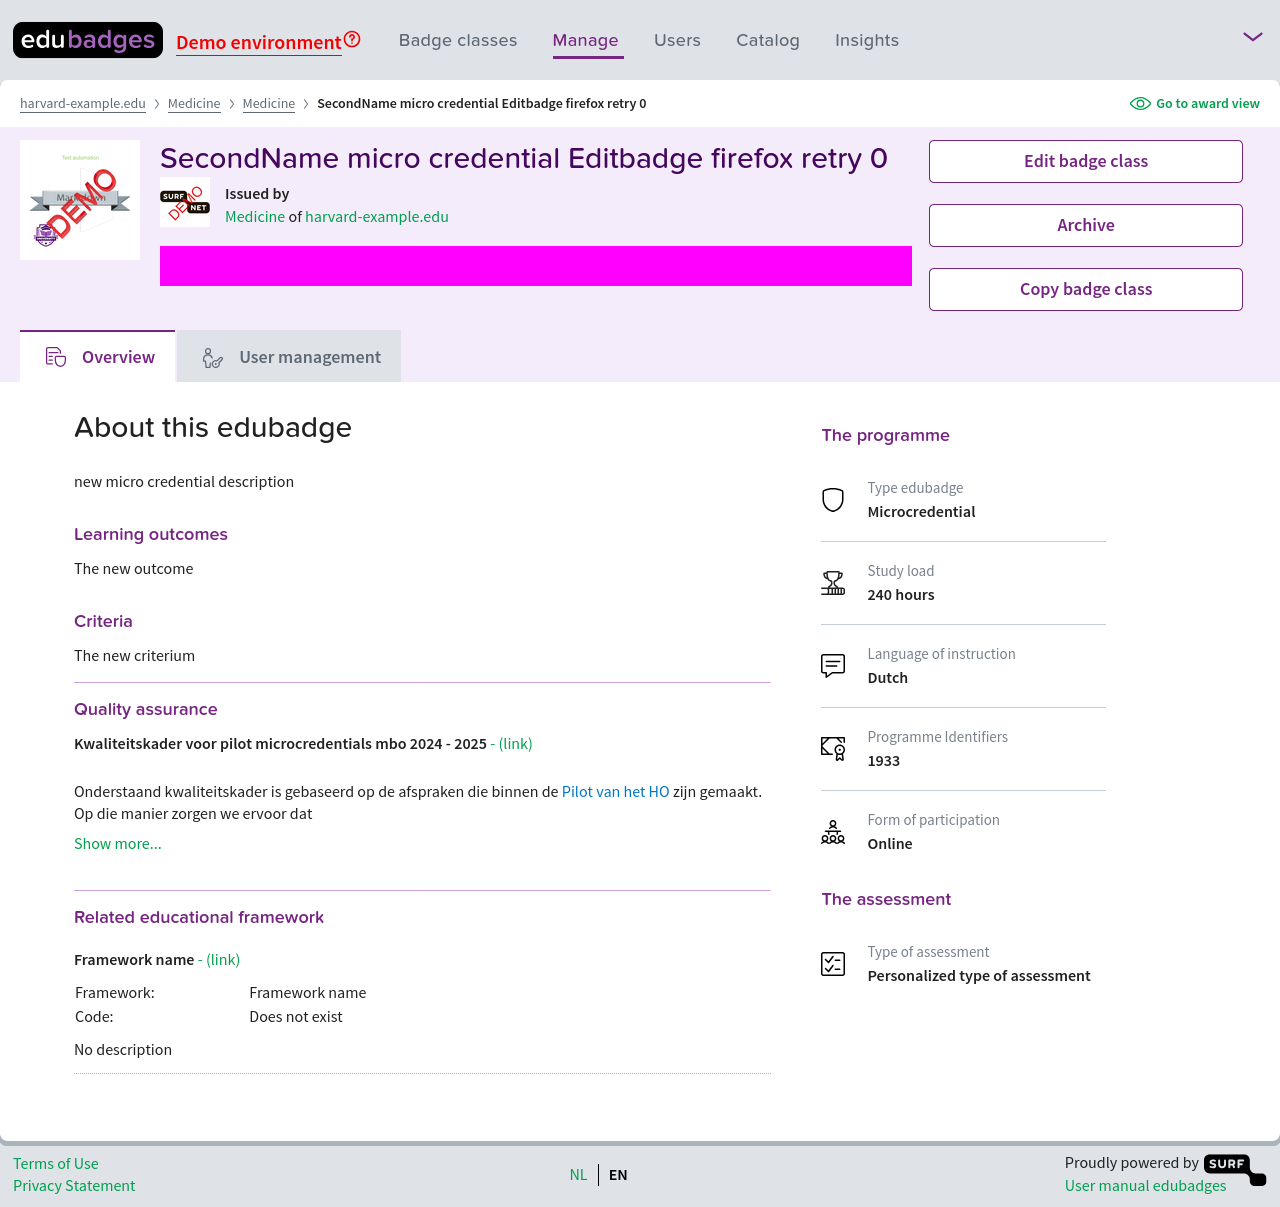 edubadges
Demo environment
Badge classes
Manage
Users
Catalog
Insights
harvard-example.edu > Medicine > Medicine > SecondName micro credential Editbadge firefox retry 0
Go to award view
Test automation
DEMO
SecondName micro credential Editbadge firefox retry 0
SURF
NET
DEMO
Issued by
Medicine of harvard-example.edu
Edit badge class
Archive
Copy badge class
Overview
User management
About this edubadge
new micro credential description
Learning outcomes
The new outcome
Criteria
The new criterium
Quality assurance
Kwaliteitskader voor pilot microcredentials mbo 2024 - 2025 - (link)
Onderstaand kwaliteitskader is gebaseerd op de afspraken die binnen de Pilot van het HO zijn gemaakt.
Op die manier zorgen we ervoor dat
Show more...
Related educational framework
Framework name - (link)
Framework: Framework name
Code: Does not exist
No description
The programme
Type edubadge
Microcredential
Study load
240 hours
Language of instruction
Dutch
Programme Identifiers
1933
Form of participation
Online
The assessment
Type of assessment
Personalized type of assessment
Terms of Use
Privacy Statement
NL
EN
Proudly powered by SURF
User manual edubadges